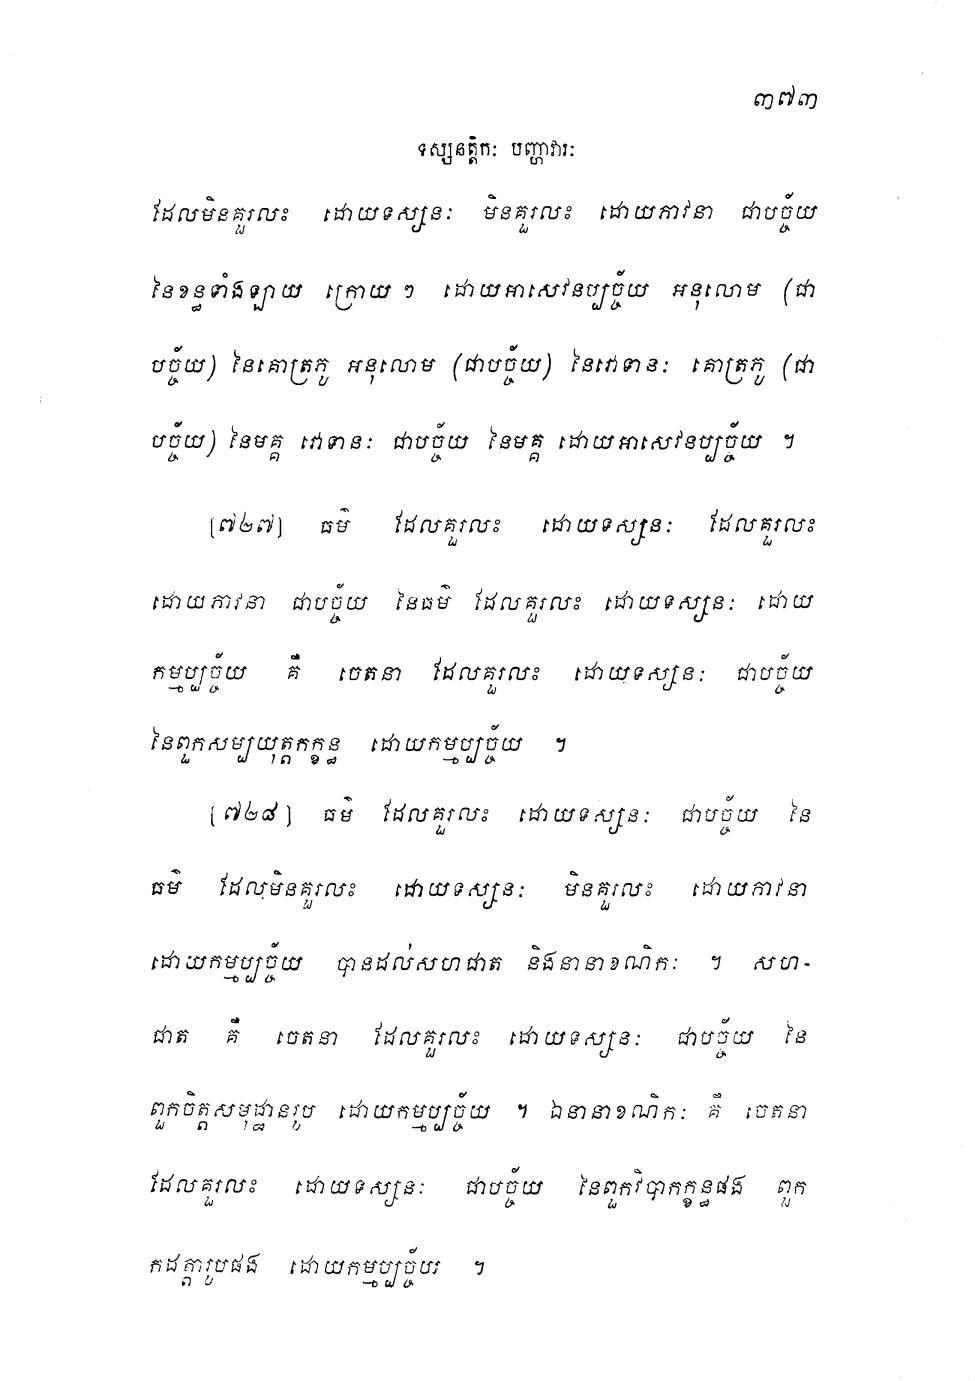 ៣៧៣
ទស្សនត្តិកៈ បញ្ហាវារៈ
ដែលមិនគួរលះ ដោយទស្សនៈ មិនគួរលះ ដោយភាវនា ជាបច្ច័យ
នៃខន្ធទាំងឡាយ ក្រោយ ៗ ដោយអាសេវនប្បច្ច័យ អនុលោម (ជា
បច្ច័យ) នៃគោត្រភូ អនុលោម (ជាបច្ច័យ) នៃវោទានៈ គោត្រភូ (ជា
បច្ច័យ) នៃមគ្គ វោទានៈ ជាបច្ច័យ នៃមគ្គ ដោយអាសេវនប្បច្ច័យ ។
[៧២៧] ធម៌ ដែលគួរលះ ដោយទស្សនៈ ដែលគួរលះ
ដោយភាវនា ជាបច្ច័យ នៃធម៌ ដែលគួរលះ ដោយទស្សនៈ ដោយ
កម្មប្បច្ច័យ គឺ ចេតនា ដែលគួរលះ ដោយទស្សនៈ ជាបច្ច័យ
នៃពួកសម្បយុត្តកក្ខន្ធ ដោយកម្មប្បច្ច័យ ។
[៧២៨] ធម៌ ដែលគួរលះ ដោយទស្សនៈ ជាបច្ច័យ នៃ
ធម៌ ដែលមិនគួរលះ ដោយទស្សនៈ មិនគួរលះ ដោយភាវនា
ដោយកម្មប្បច្ច័យ បានដល់សហជាត និងនានាខណិកៈ ។ សហ-
ជាត គឺ ចេតនា ដែលគួរលះ ដោយទស្សនៈ ជាបច្ច័យ នៃ
ពួកចិត្តសមុដ្ឋានរូប ដោយកម្មប្បច្ច័យ ។ ឯនានាខណិកៈ គឺ ចេតនា
ដែលគួរលះ ដោយទស្សនៈ ជាបច្ច័យ នៃពួកវិបាកក្ខន្ធផង ពួក
កដត្តារូបផង ដោយកម្មប្បច្ច័យ ។